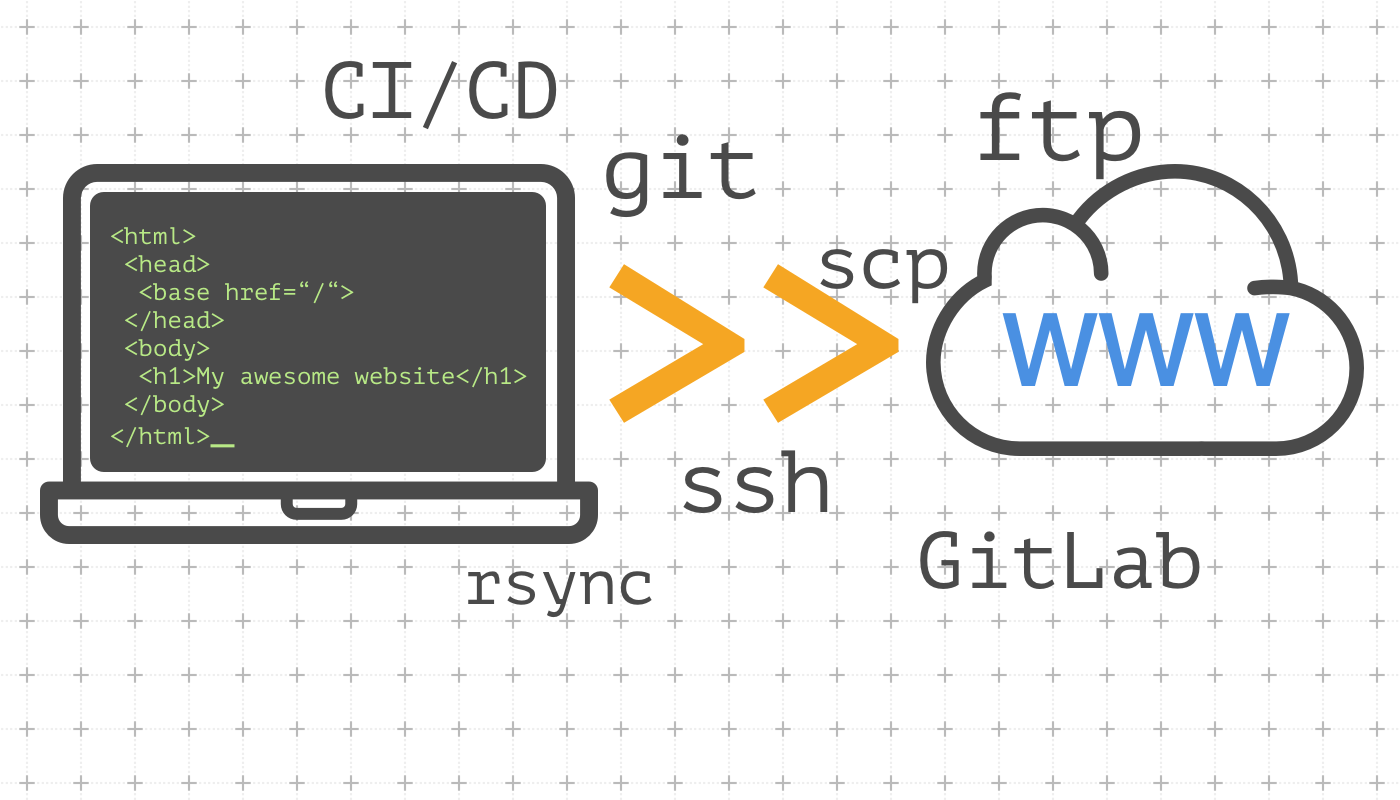 CI/CD
ftp
git
<html>
<head>
<base href=“/“>
</head>
<body>
<h1>My awesome website</h1>
</body>
</html>_
scp
WWW
ssh
GitLab
rsync